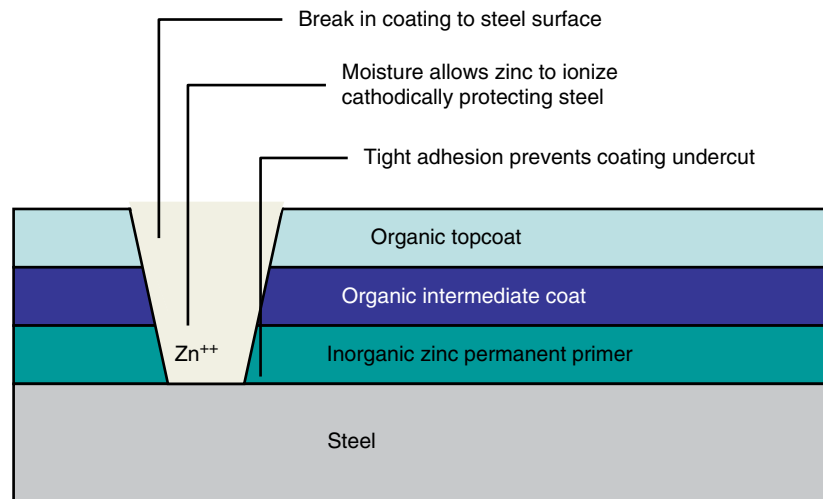 Break in coating to steel surface
Moisture allows zinc to ionize
cathodically protecting steel
Tight adhesion prevents coating undercut
Organic topcoat
Organic intermediate coat
Zn⁺⁺
Inorganic zinc permanent primer
Steel